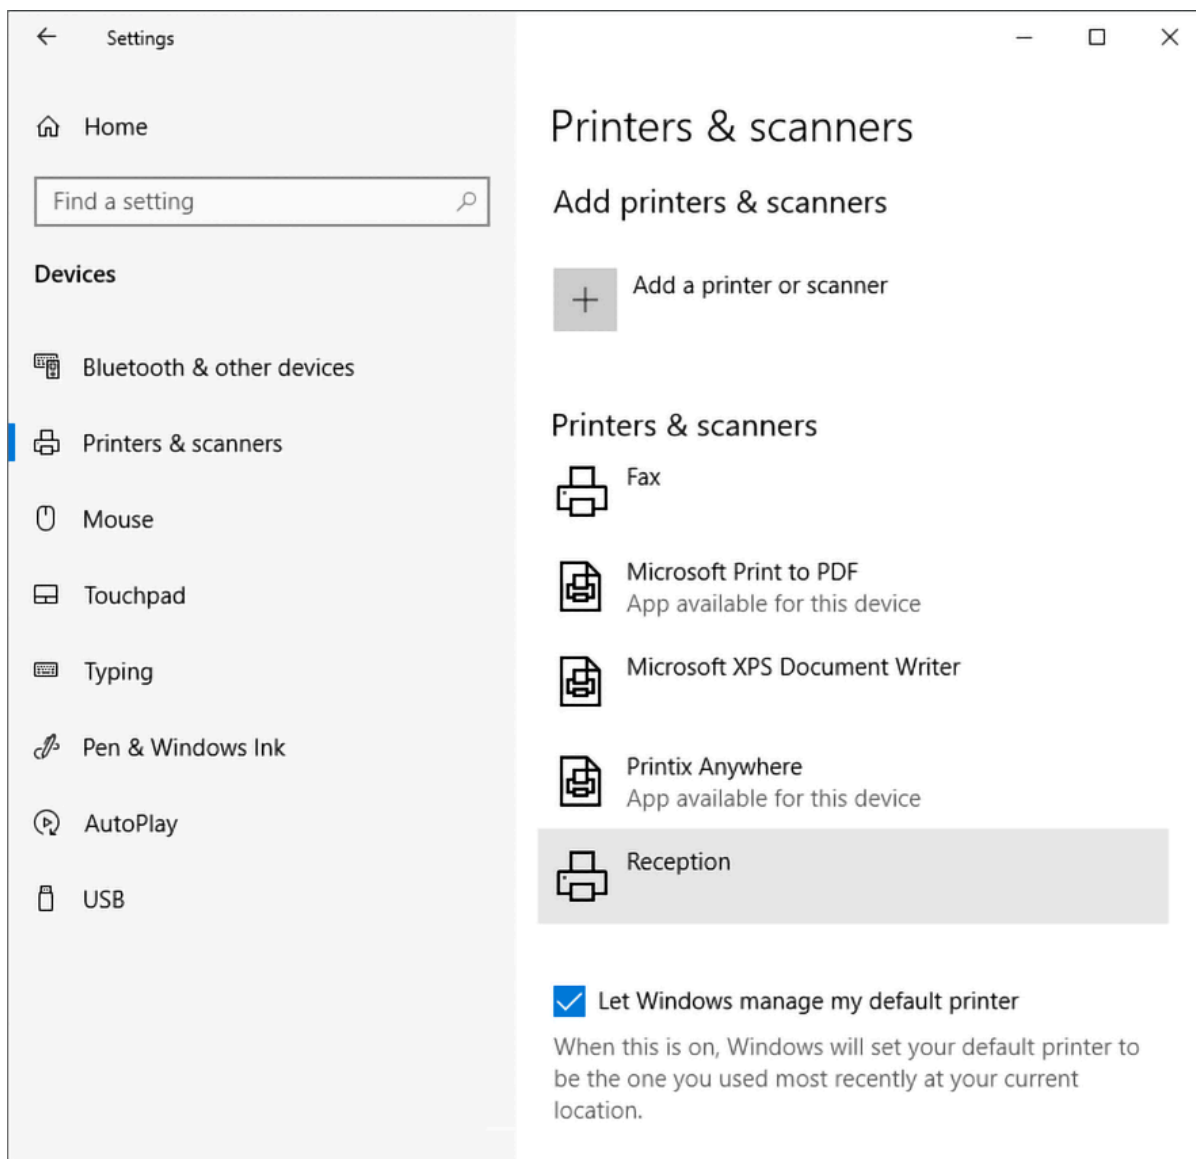 Settings
Home
Find a setting
Devices
Bluetooth & other devices
Printers & scanners
Mouse
Touchpad
Typing
Pen & Windows Ink
AutoPlay
USB
Printers & scanners
Add printers & scanners
Add a printer or scanner
Printers & scanners
Fax
Microsoft Print to PDF
App available for this device
Microsoft XPS Document Writer
Printix Anywhere
App available for this device
Reception
Let Windows manage my default printer
When this is on, Windows will set your default printer to
be the one you used most recently at your current
location.